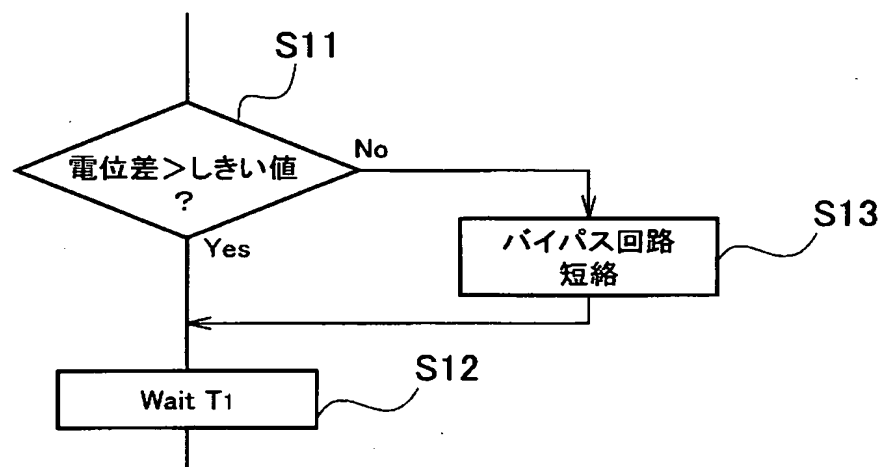 S11
電位差>しきい値
?
No
Yes
バイパス回路
短絡
S13
S12
Wait T1